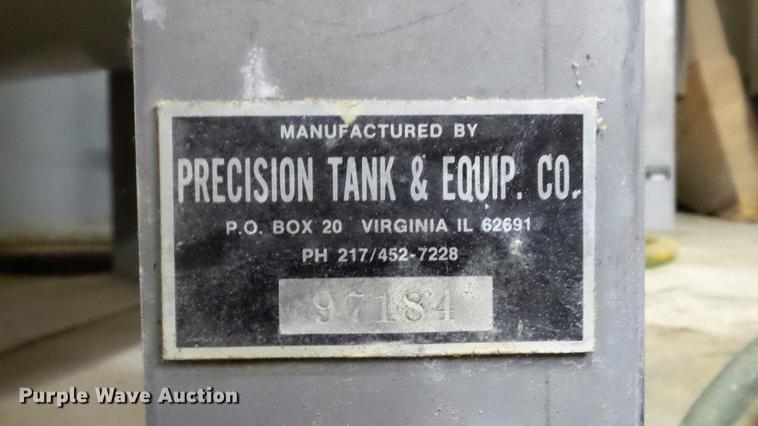 MANUFACTURED BY
PRECISION TANK & EQUIP. CO.
P.O. BOX 20 VIRGINIA IL 62691
PH 217/452-7228
97184
Purple Wave Auction